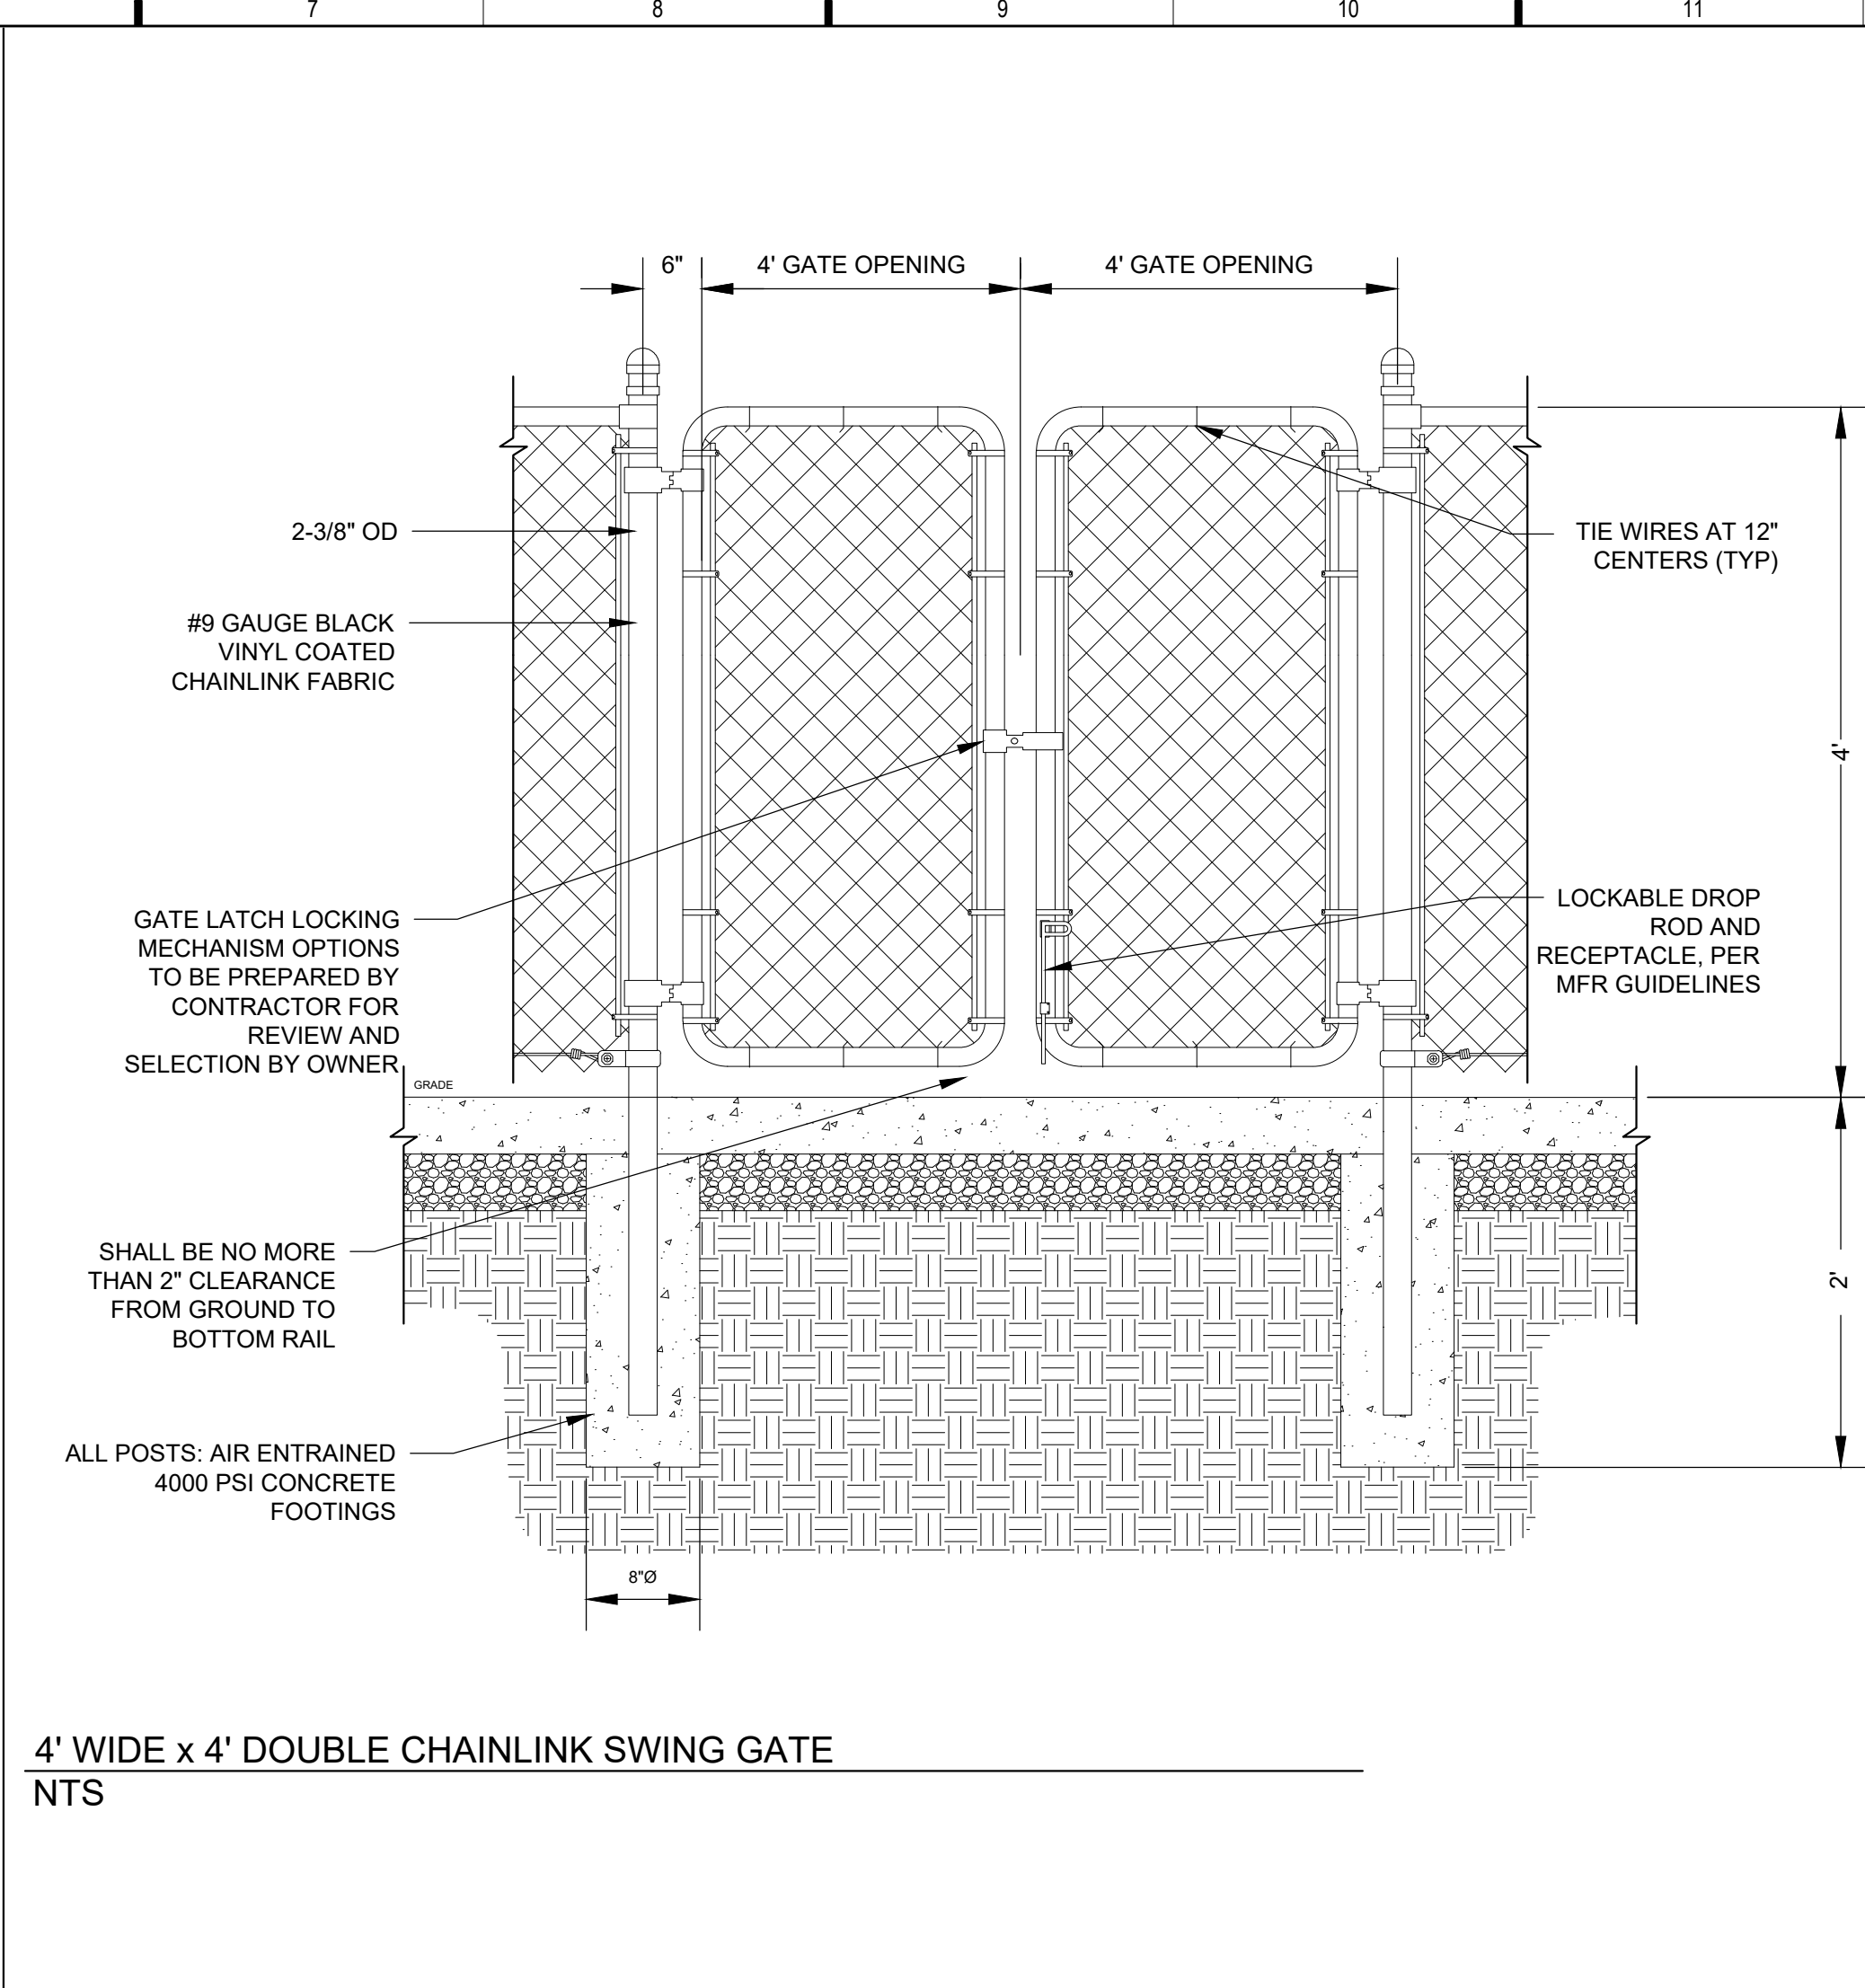 7 8 9 10 11
6" 4' GATE OPENING 4' GATE OPENING
2-3/8" OD
#9 GAUGE BLACK
VINYL COATED
CHAINLINK FABRIC
TIE WIRES AT 12"
CENTERS (TYP)
4'
GATE LATCH LOCKING
MECHANISM OPTIONS
TO BE PREPARED BY
CONTRACTOR FOR
REVIEW AND
SELECTION BY OWNER
LOCKABLE DROP
ROD AND
RECEPTACLE, PER
MFR GUIDELINES
GRADE
SHALL BE NO MORE
THAN 2" CLEARANCE
FROM GROUND TO
BOTTOM RAIL
2'
ALL POSTS: AIR ENTRAINED
4000 PSI CONCRETE
FOOTINGS
8"Ø
4' WIDE x 4' DOUBLE CHAINLINK SWING GATE
NTS